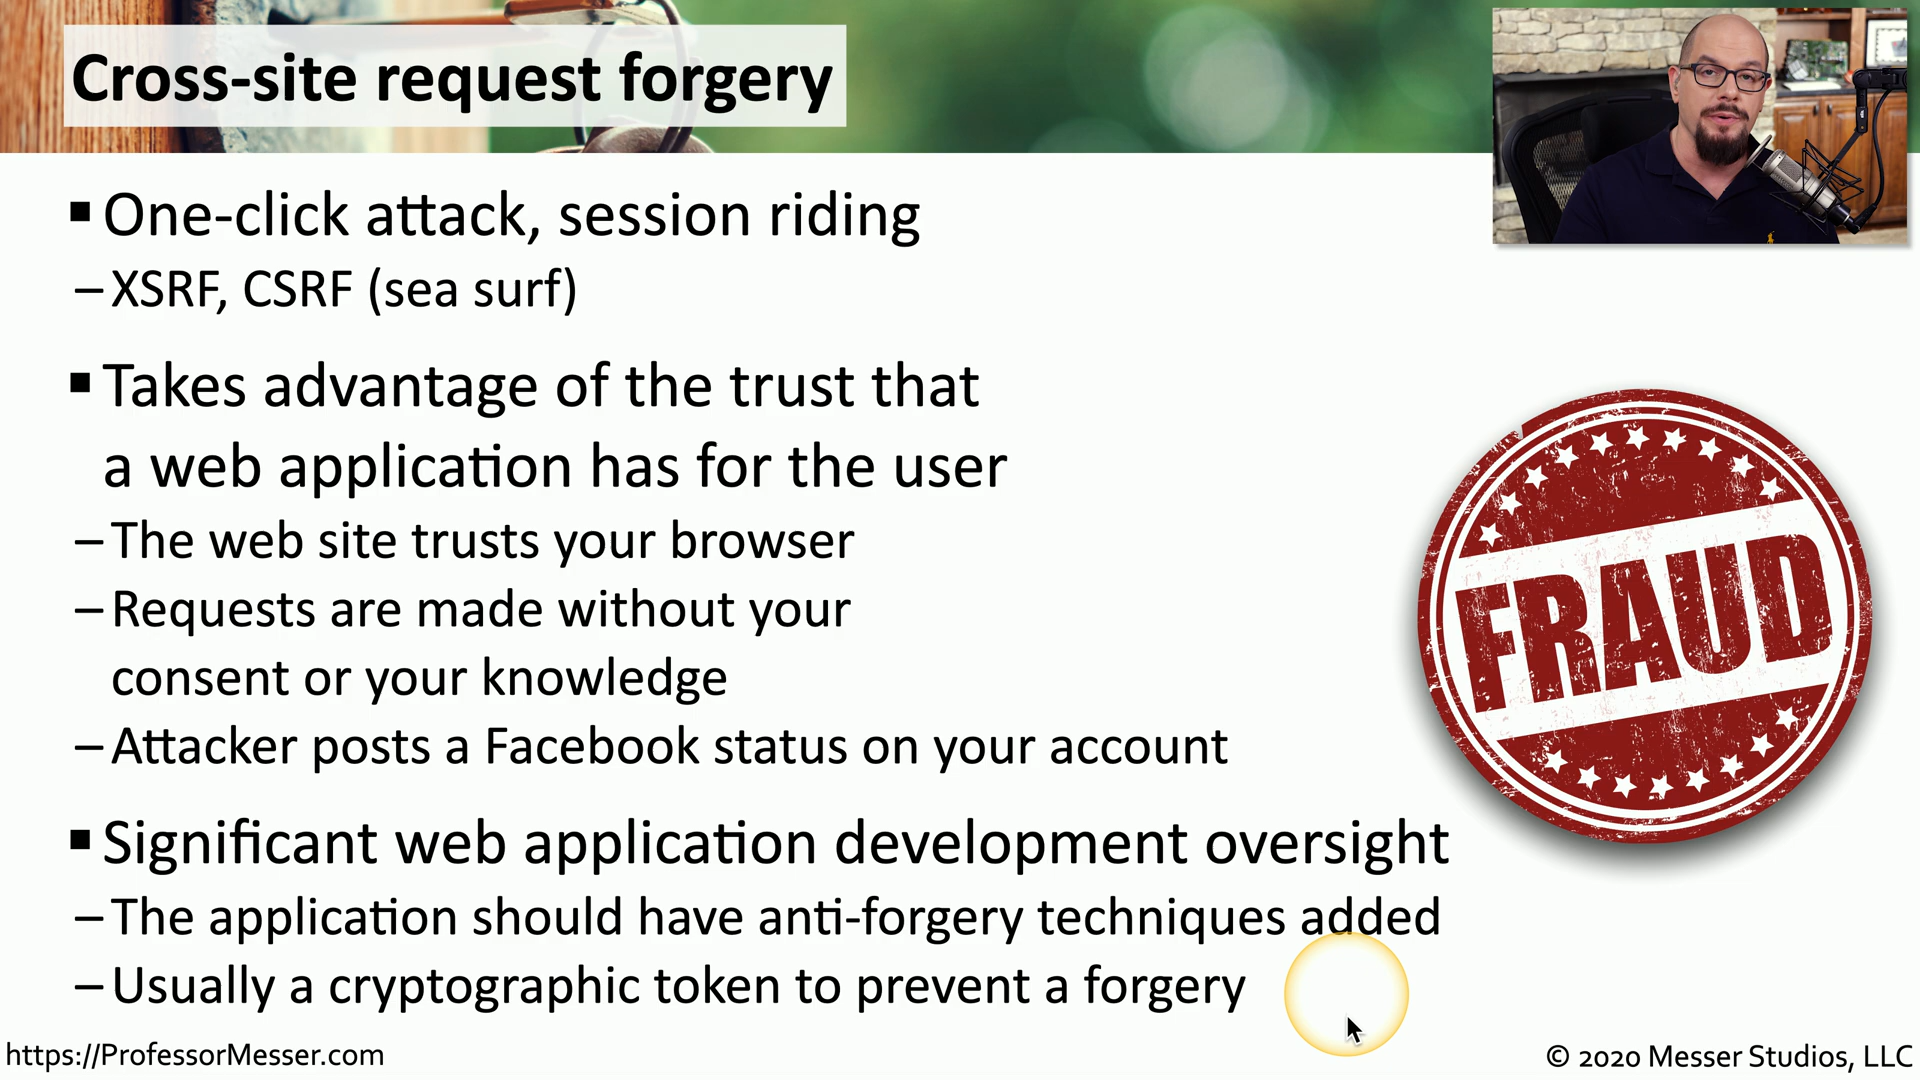 Cross-site request forgery
▪ One-click attack, session riding
– XSRF, CSRF (sea surf)
▪ Takes advantage of the trust that
a web application has for the user
– The web site trusts your browser
– Requests are made without your
consent or your knowledge
– Attacker posts a Facebook status on your account
FRAUD
▪ Significant web application development oversight
– The application should have anti-forgery techniques added
– Usually a cryptographic token to prevent a forgery
https://ProfessorMesser.com
© 2020 Messer Studios, LLC